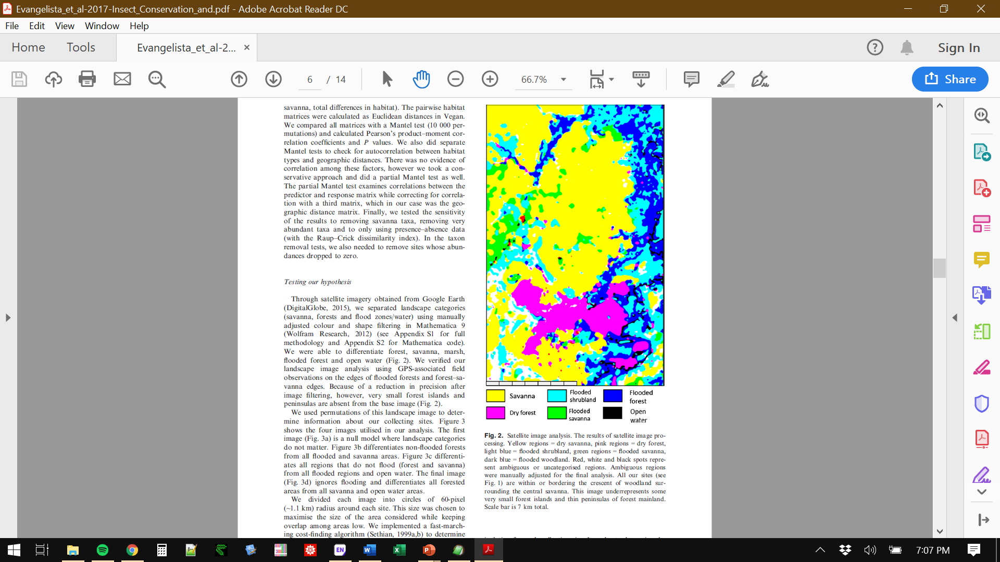 Evangelista_et_al-2017-Insect_Conservation_and.pdf - Adobe Acrobat Reader DC
File Edit View Window Help
Home Tools Evangelista_et_al-2... × Sign In
6 / 14 66.7% Share
savanna, total differences in habitat). The pairwise habitat
matrices were calculated as Euclidean distances in Vegan.
We compared all matrices with a Mantel test (10 000 per-
mutations) and calculated Pearson's product–moment cor-
relation coefficients and P values. We also did separate
Mantel tests to check for autocorrelation between habitat
types and geographic distances. There was no evidence of
correlation among these factors, however we took a con-
servative approach and did a partial Mantel test as well.
The partial Mantel test examines correlations between the
predictor and response matrix while correcting for correla-
tion with a third matrix, which in our case was the geo-
graphic distance matrix. Finally, we tested the sensitivity
of the results to removing savanna taxa, removing very
abundant taxa and to only using presence–absence data
(with the Raup–Crick dissimilarity index). In the taxon
removal tests, we also needed to remove sites whose abun-
dances dropped to zero.
Testing our hypothesis
Through satellite imagery obtained from Google Earth
(DigitalGlobe, 2015), we separated landscape categories
(savanna, forests and flood zones/water) using manually
adjusted colour and shape filtering in Mathematica 9
(Wolfram Research, 2012) (see Appendix S1 for full
methodology and Appendix S2 for Mathematica code).
We were able to differentiate forest, savanna, marsh,
flooded forest and open water (Fig. 2). We verified our
landscape image analysis using GPS-associated field
observations on the edges of flooded forests and forest–sa-
vanna edges. Because of a reduction in precision after
image filtering, however, very small forest islands and
peninsulas are absent from the base image (Fig. 2).
We used permutations of this landscape image to deter-
mine information about our collecting sites. Figure 3
shows the four images utilised in our analysis. The first
image (Fig. 3a) is a null model where landscape categories
do not matter. Figure 3b differentiates non-flooded forests
from all flooded and savanna areas. Figure 3c differenti-
ates all regions that do not flood (forest and savanna)
from all flooded regions and open water. The final image
(Fig. 3d) ignores flooding and differentiates all forested
areas from all savanna and open water areas.
We divided each image into circles of 60-pixel
(~1.1 km) radius around each site. This size was chosen to
maximise the size of the area considered while keeping
overlap among areas low. We implemented a fast-march-
ing cost-finding algorithm (Sethian, 1999a,b) to determine
Savanna
Flooded
shrubland
Flooded
forest
Dry forest
Flooded
savanna
Open
water
Fig. 2. Satellite image analysis. The results of satellite image pro-
cessing. Yellow regions = dry savanna, pink regions = dry forest,
light blue = flooded shrubland, green regions = flooded savanna,
dark blue = flooded woodland. Red, white and black spots repre-
sent ambiguous or uncategorised regions. Ambiguous regions
were manually adjusted for the final analysis. All our sites (see
Fig. 1) are within or bordering the crescent of woodland sur-
rounding the central savanna. This image underrepresents some
very small forest islands and thin peninsulas of forest mainland.
Scale bar is 7 km total.
EN
7:07 PM